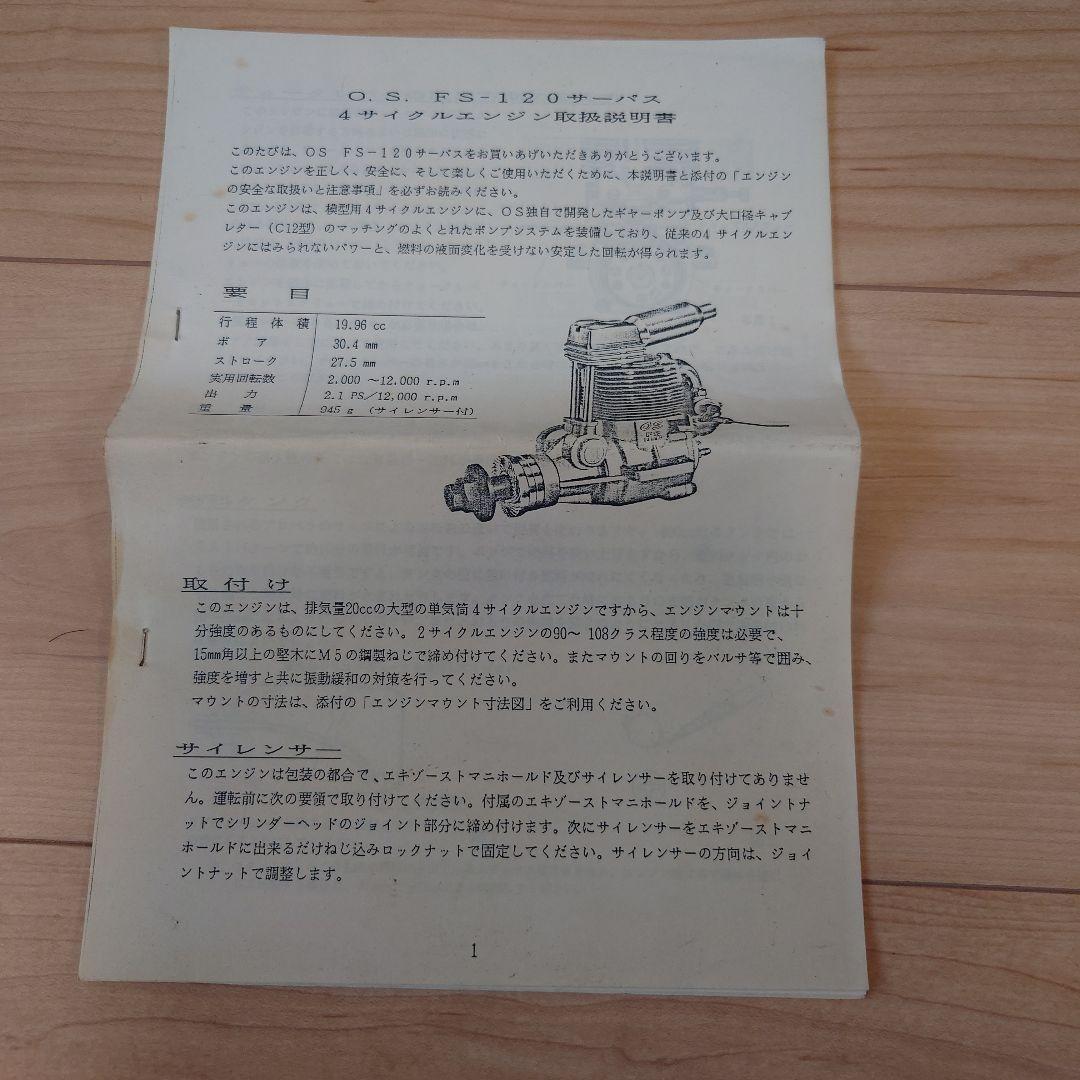 O. S. FS-120サーパス
4サイクルエンジン取扱説明書
このたびは、OS FS-120サーパスをお買いあげいただきありがとうございます。
このエンジンを正しく、安全に、そして楽しくご使用いただくために、本説明書と添付の「エンジン
の安全な取扱いと注意事項」を必ずお読みください。
このエンジンは、模型用4サイクルエンジンに、OS独自で開発したギヤーポンプ及び大口径キャブ
レター(C12型)のマッチングのよくとれたポンプシステムを装備しており、従来の4サイクルエン
ジンにはみられないパワーと、燃料の液面変化を受けない安定した回転が得られます。
要目
行程体積 19.96 cc
ボア 30.4 mm
ストローク 27.5 mm
実用回転数 2.000 ～12.000 r.p.m
出力 2.1 PS/12,000 r.p.m
重量 945 g (サイレンサー付)
OS
FS
取付け
このエンジンは、排気量20ccの大型の単気筒4サイクルエンジンですから、エンジンマウントは十
分強度のあるものにしてください。2サイクルエンジンの90～ 108クラス程度の強度は必要で、
15mm角以上の堅木にM5の鋼製ねじで締め付けてください。またマウントの回りをバルサ等で囲み、
強度を増すと共に振動緩和の対策を行ってください。
マウントの寸法は、添付の「エンジンマウント寸法図」をご利用ください。
サイレンサー
このエンジンは包装の都合で、エキゾーストマニホールド及びサイレンサーを取り付けてありませ
ん。運転前に次の要領で取り付けてください。付属のエキゾーストマニホールドを、ジョイントナ
ットでシリンダーヘッドのジョイント部分に締め付けます。次にサイレンサーをエキゾーストマニ
ホールドに出来るだけねじ込みロックナットで固定してください。サイレンサーの方向は、ジョイ
ントナットで調整します。
1